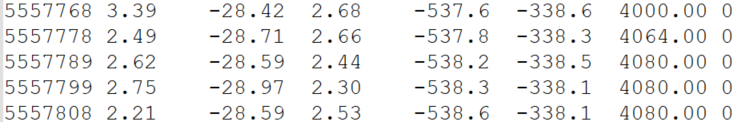 5557768 3.39 -28.42 2.68 -537.6 -338.6 4000.00 0
5557778 2.49 -28.71 2.66 -537.8 -338.3 4064.00 0
5557789 2.62 -28.59 2.44 -538.2 -338.5 4080.00 0
5557799 2.75 -28.97 2.30 -538.3 -338.1 4080.00 0
5557808 2.21 -28.59 2.53 -538.6 -338.1 4080.00 0